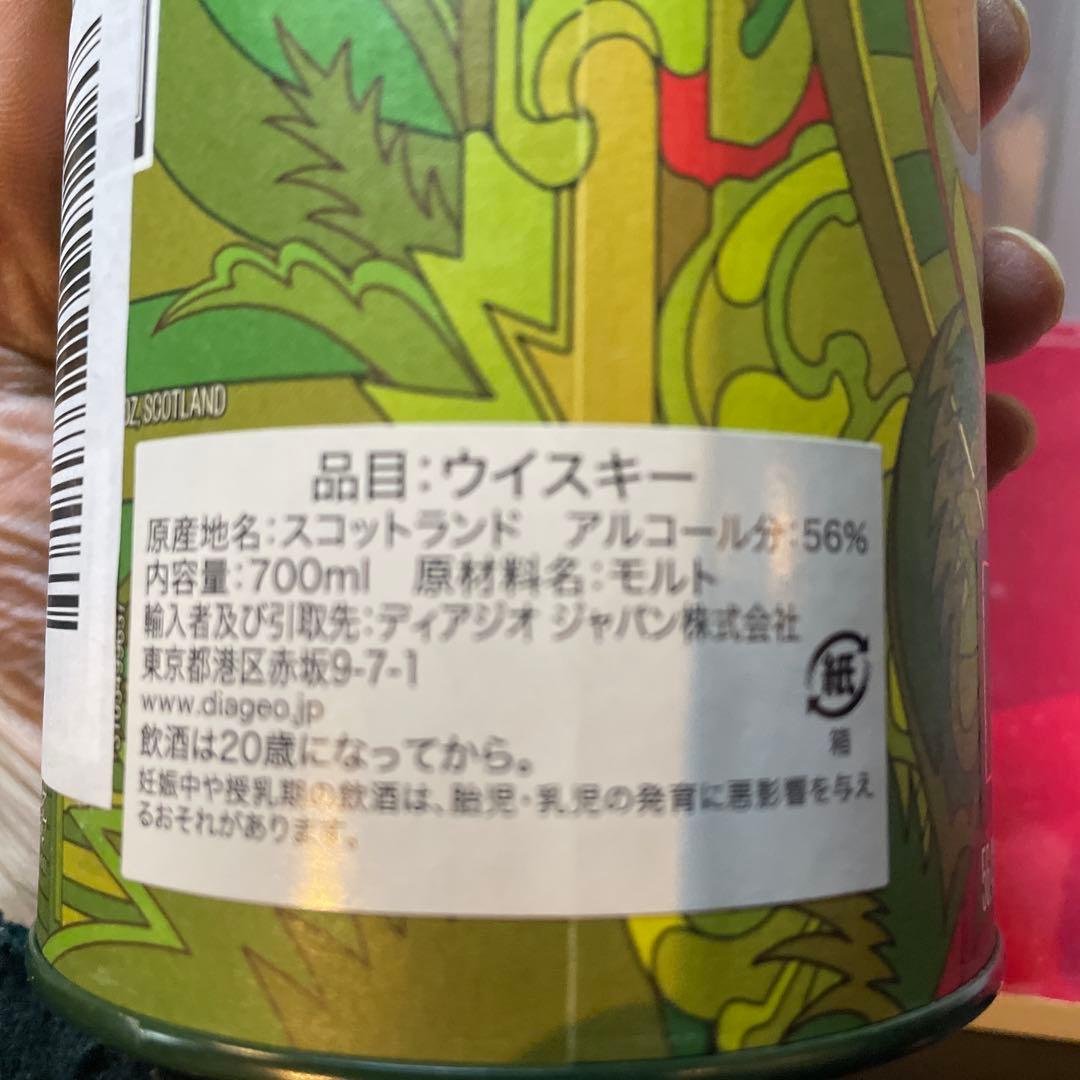 SCOTLAND
品目:ウイスキー
原産地名:スコットランド アルコール分:56%
内容量:700ml 原材料名:モルト
輸入者及び引取先:ディアジオ ジャパン株式会社
東京都港区赤坂9-7-1
www.diageo.jp
紙
箱
飲酒は20歳になってから。
妊娠中や授乳期の飲酒は、胎児・乳児の発育に悪影響を与え
るおそれがあります。